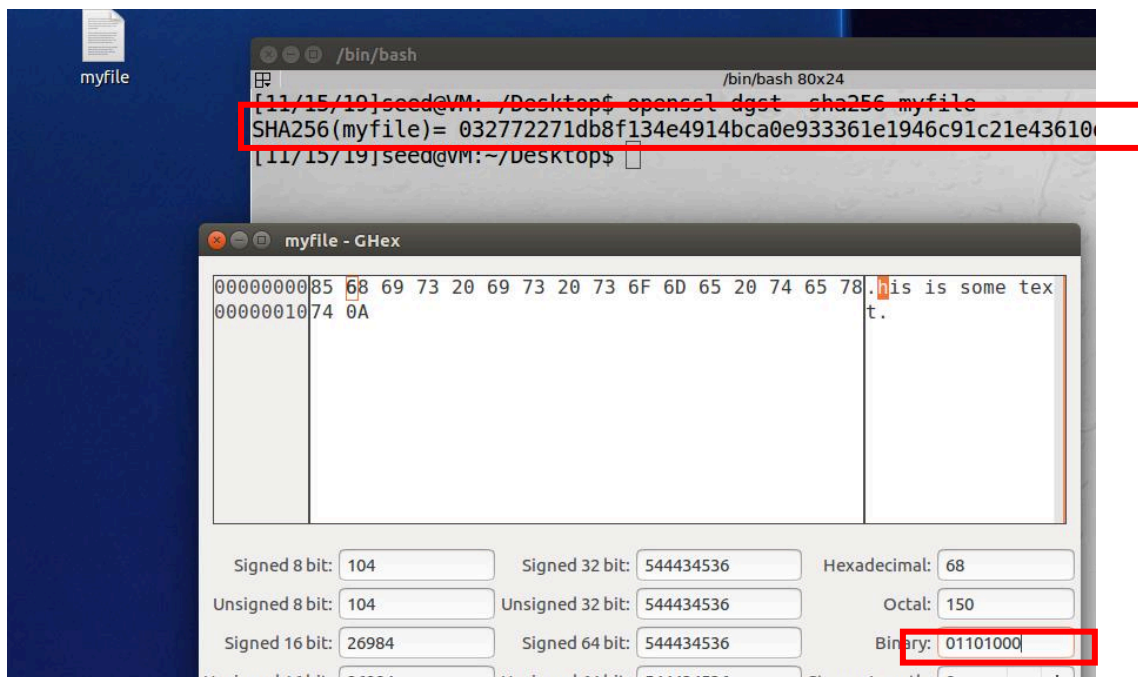 myfile
/bin/bash
/bin/bash 80x24
[11/15/19]seed@VM:~/Desktop$ openssl dgst -sha256 myfile
SHA256(myfile)= 032772271db8f134e4914bca0e933361e1946c91c21e43610
[11/15/19]seed@VM:~/Desktop$
myfile - GHex
00000000 85 68 69 73 20 69 73 20 73 6F 6D 65 20 74 65 78 .his is some tex
00000010 74 0A t.
Signed 8 bit: 104 Signed 32 bit: 544434536 Hexadecimal: 68
Unsigned 8 bit: 104 Unsigned 32 bit: 544434536 Octal: 150
Signed 16 bit: 26984 Signed 64 bit: 544434536 Binary: 01101000